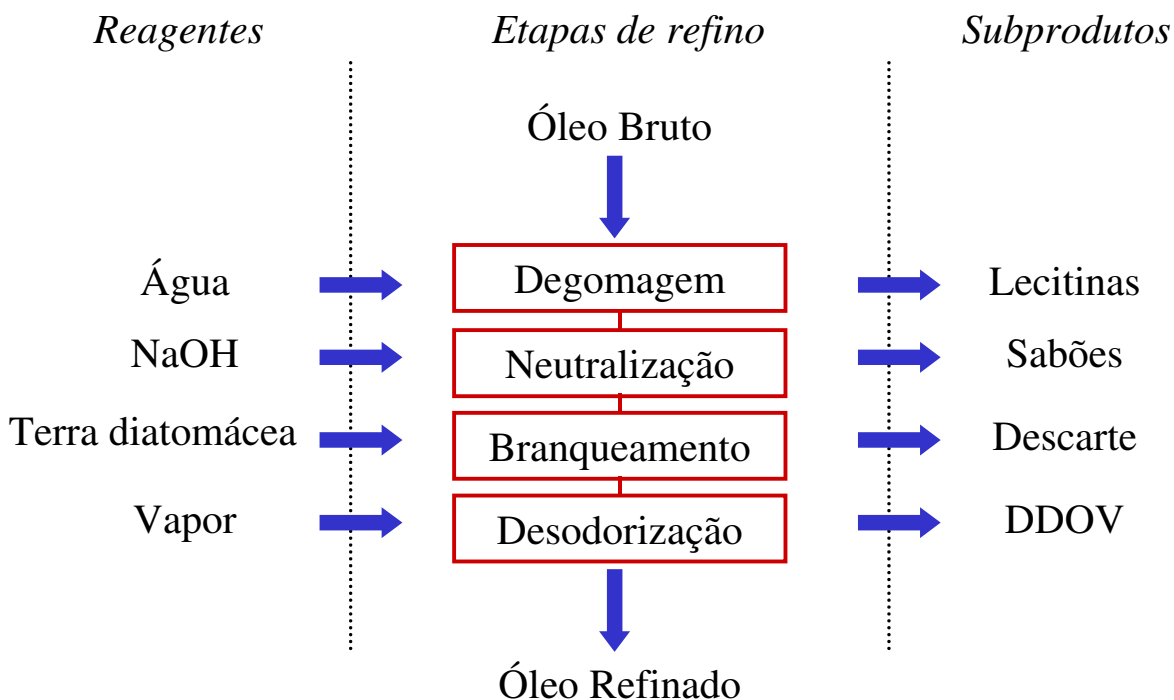 Reagentes
Etapas de refino
Subprodutos
Óleo Bruto
Água
Degomagem
Lecitinas
NaOH
Neutralização
Sabões
Terra diatomácea
Branqueamento
Descarte
Vapor
Desodorização
DDOV
Óleo Refinado